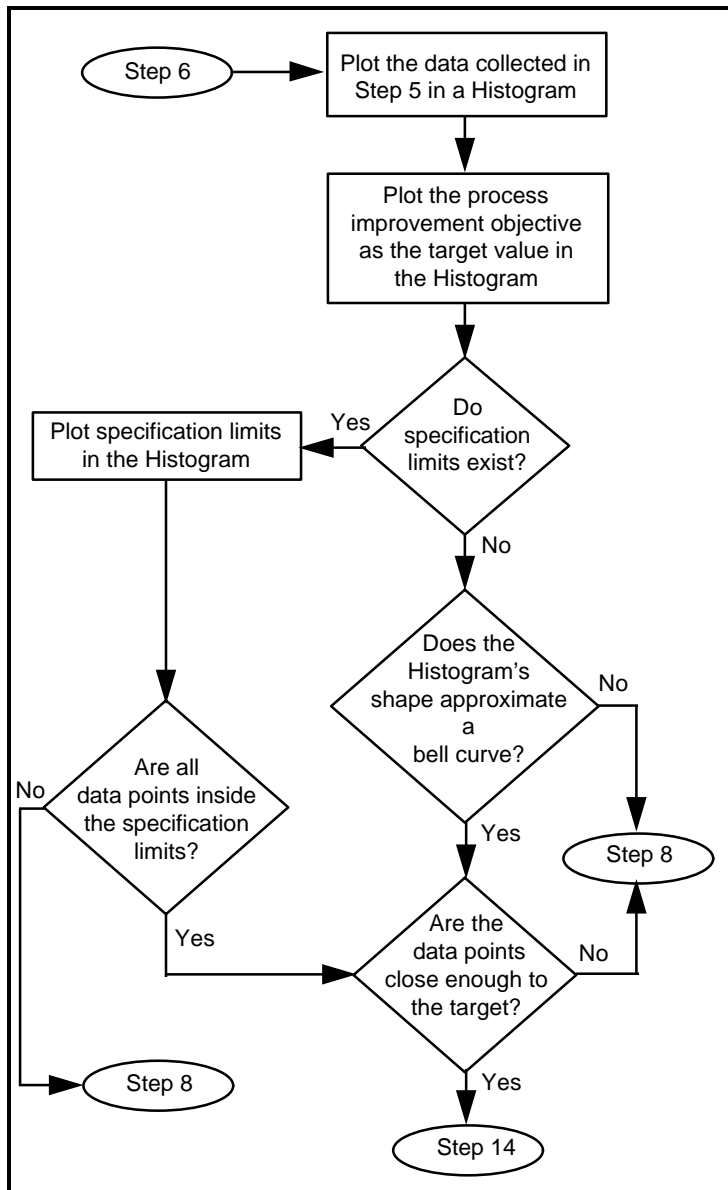 Step 6
Plot the data collected in
Step 5 in a Histogram
Plot the process
improvement objective
as the target value in
the Histogram
Do
specification
limits exist?
Yes
Plot specification limits
in the Histogram
No
Does the
Histogram's
shape approximate
a
bell curve?
No
Are all
data points inside
the specification
limits?
No
Yes
Yes
Step 8
Are the
data points
close enough to
the target?
No
Step 8
Yes
Step 14